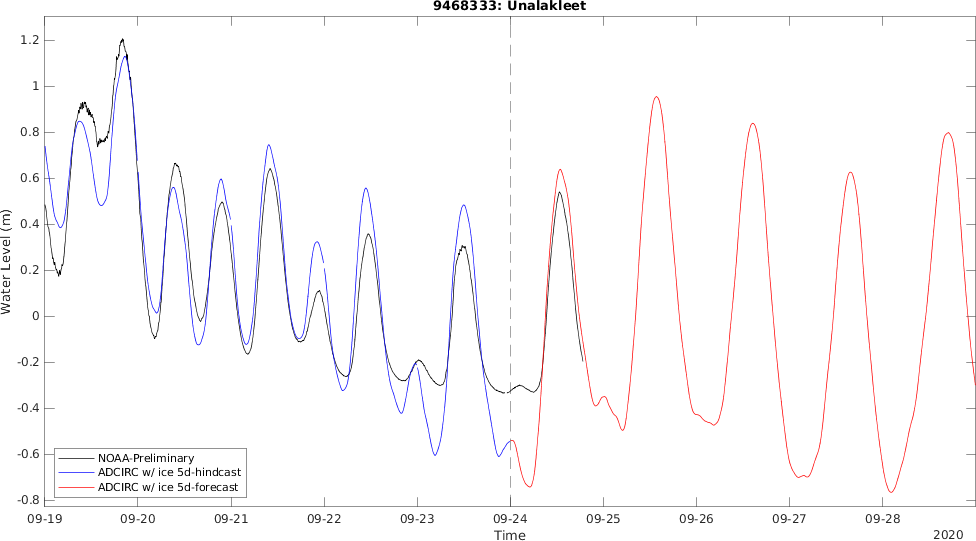 9468333: Unalakleet
Water Level (m)
1.2
1
0.8
0.6
0.4
0.2
0
-0.2
-0.4
-0.6
-0.8
NOAA-Preliminary
ADCIRC w/ ice 5d-hindcast
ADCIRC w/ ice 5d-forecast
09-19 09-20 09-21 09-22 09-23 09-24 09-25 09-26 09-27 09-28
Time
2020